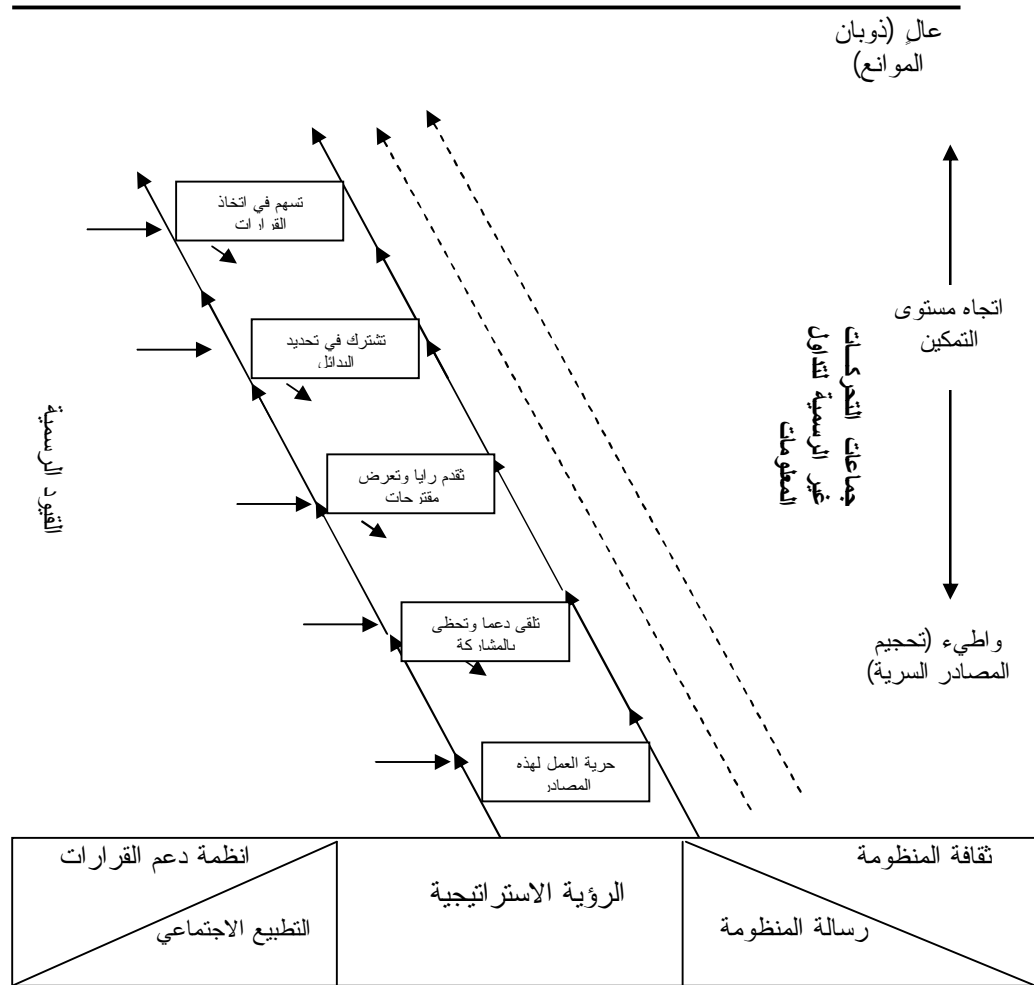 عالٍ (ذوبان
الموانع)
تسهم في اتخاذ
القرارات
اتجاه مستوى
التمكين
تشترك في تحديد
البدائل
جماعات التحركـــات
غير الرسمية لتداول
المعلومات
القيود الرسمية
تقدم رايا وتعرض
مقترحات
تلقى دعما وتحظى
بالمشاركة
واطيء (تحجيم
المصادر السرية)
حرية العمل لهذه
المصادر
ثقافة المنظومة
رسالة المنظومة
الرؤية الاستراتيجية
انظمة دعم القرارات
التطبيع الاجتماعي